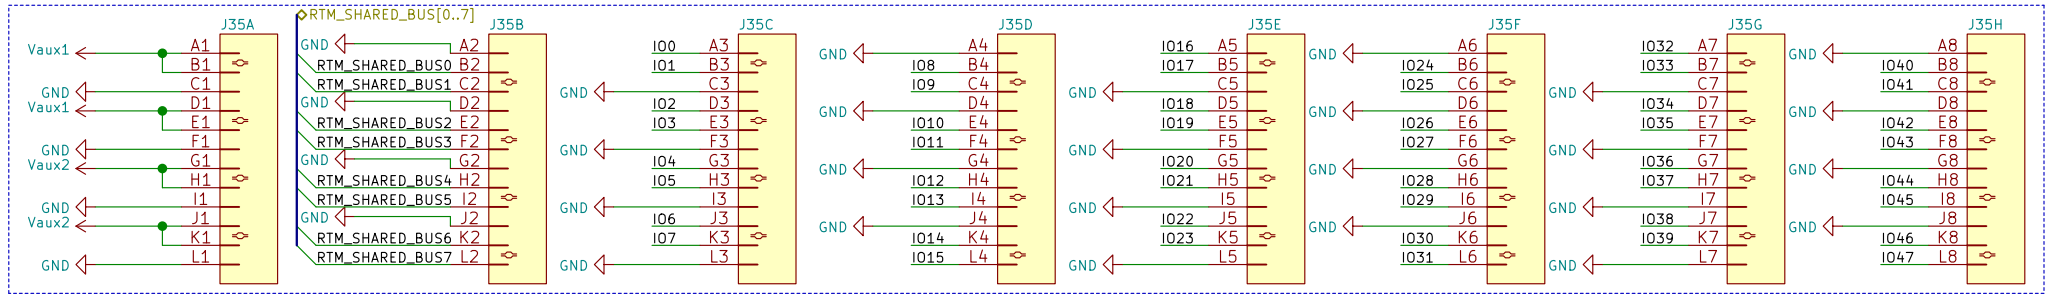 RTM_SHARED_BUS[0..7]
J35A
Vaux1
A1
B1
GND
C1
Vaux1
D1
E1
GND
F1
Vaux2
G1
H1
GND
I1
Vaux2
J1
K1
GND
L1
J35B
GND
A2
RTM_SHARED_BUS0
B2
RTM_SHARED_BUS1
C2
GND
D2
RTM_SHARED_BUS2
E2
RTM_SHARED_BUS3
F2
GND
G2
RTM_SHARED_BUS4
H2
RTM_SHARED_BUS5
I2
GND
J2
RTM_SHARED_BUS6
K2
RTM_SHARED_BUS7
L2
J35C
IO0
A3
IO1
B3
GND
C3
IO2
D3
IO3
E3
GND
F3
IO4
G3
IO5
H3
GND
I3
IO6
J3
IO7
K3
GND
L3
J35D
GND
A4
IO8
B4
IO9
C4
GND
D4
IO10
E4
IO11
F4
GND
G4
IO12
H4
IO13
I4
GND
J4
IO14
K4
IO15
L4
J35E
IO16
A5
IO17
B5
GND
C5
IO18
D5
IO19
E5
GND
F5
IO20
G5
IO21
H5
GND
I5
IO22
J5
IO23
K5
GND
L5
J35F
GND
A6
IO24
B6
IO25
C6
GND
D6
IO26
E6
IO27
F6
GND
G6
IO28
H6
IO29
I6
GND
J6
IO30
K6
IO31
L6
J35G
IO32
A7
IO33
B7
GND
C7
IO34
D7
IO35
E7
GND
F7
IO36
G7
IO37
H7
GND
I7
IO38
J7
IO39
K7
GND
L7
J35H
GND
A8
IO40
B8
IO41
C8
GND
D8
IO42
E8
IO43
F8
GND
G8
IO44
H8
IO45
I8
GND
J8
IO46
K8
IO47
L8